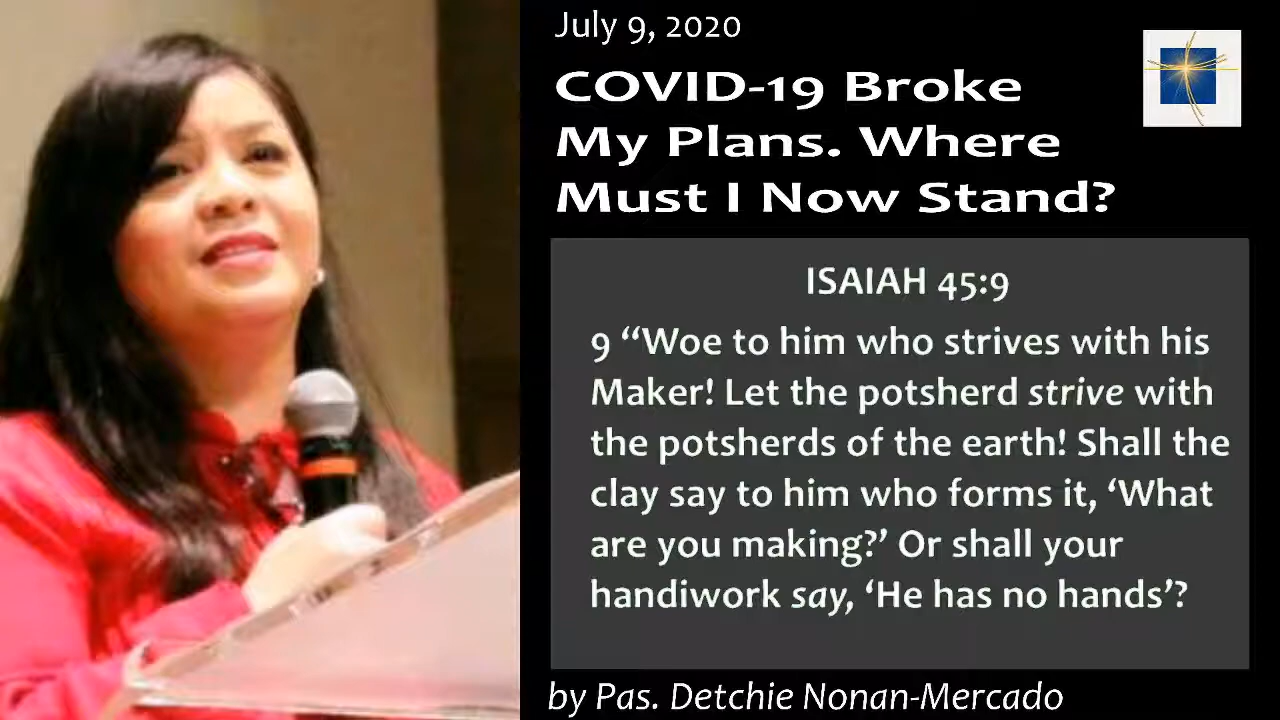 July 9, 2020
COVID-19 Broke
My Plans. Where
Must I Now Stand?
ISAIAH 45:9
9 “Woe to him who strives with his
Maker! Let the potsherd strive with
the potsherds of the earth! Shall the
clay say to him who forms it, ‘What
are you making?’ Or shall your
handiwork say, ‘He has no hands’?
by Pas. Detchie Nonan-Mercado